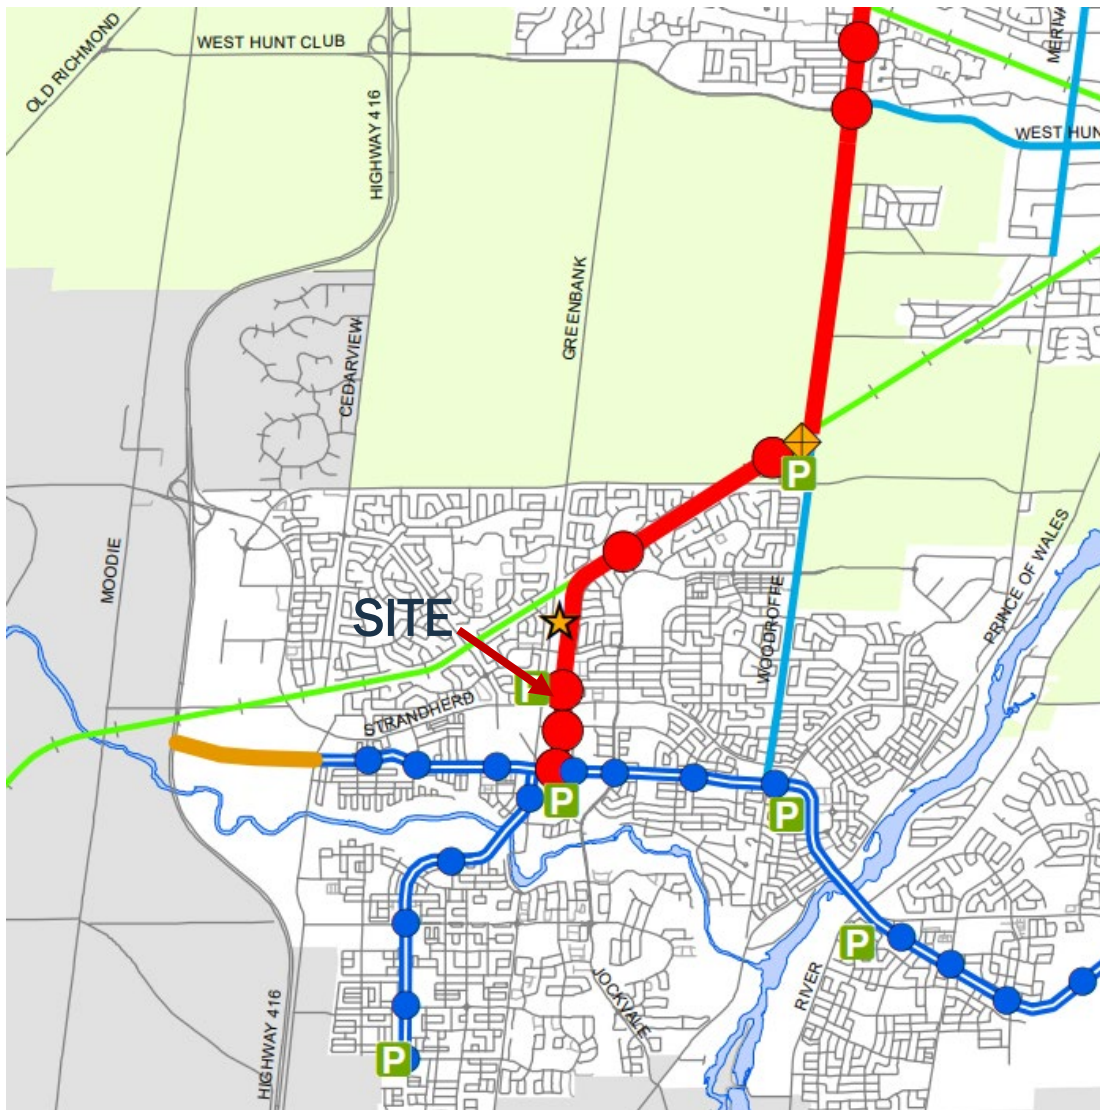 WEST HUNT CLUB
OLD RICHMOND
HIGHWAY 416
WEST HUN
GREENBANK
CEDARVIEW
P
MOODIE
PRINCE OF WALES
WOODROFFE
SITE
STRANDHERD
P
P
P
RIVER
JOCKVALE
HIGHWAY 416
P